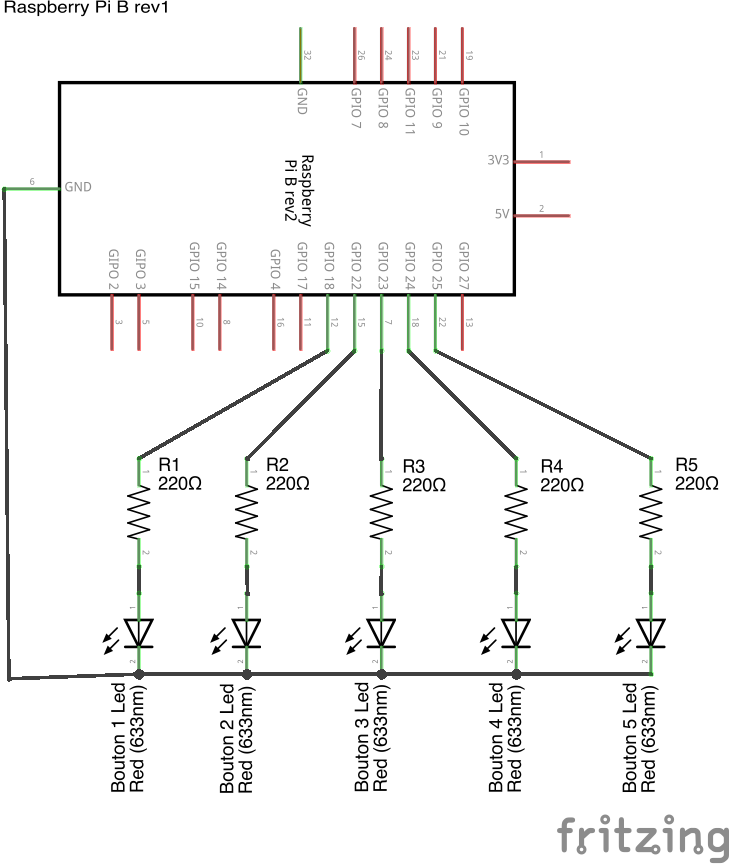 Raspberry Pi B rev1
32
26
24
23
21
19
GND
GPIO 7
GPIO 8
GPIO 11
GPIO 9
GPIO 10
3V3
1
5V
2
6
GND
Raspberry
Pi B rev2
GIPO 2
GIPO 3
GPIO 15
GPIO 14
GPIO 4
GPIO 17
GPIO 18
GPIO 22
GPIO 23
GPIO 24
GPIO 25
GPIO 27
3
5
10
8
16
11
12
15
7
18
22
13
R1
220Ω
R2
220Ω
R3
220Ω
R4
220Ω
R5
220Ω
1
1
1
1
1
2
2
2
2
2
1
1
1
1
1
2
2
2
2
2
Bouton 1 Led
Red (633nm)
Bouton 2 Led
Red (633nm)
Bouton 3 Led
Red (633nm)
Bouton 4 Led
Red (633nm)
Bouton 5 Led
Red (633nm)
fritzing